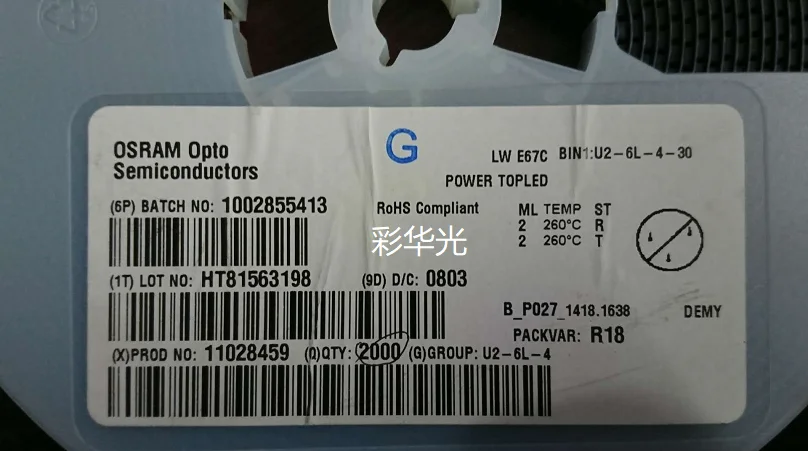 OSRAM Opto
Semiconductors
G
LW E67C BIN1:U2-6L-4-30
POWER TOPLED
(6P) BATCH NO: 1002855413
RoHS Compliant
ML TEMP ST
2 260°C R
2 260°C T
彩华光
(1T) LOT NO: HT81563198 (9D) D/C: 0803
B_P027_1418.1638 DEMY
PACKVAR: R18
(X)PROD NO: 11028459 (Q)QTY: 2000 (G)GROUP: U2-6L-4